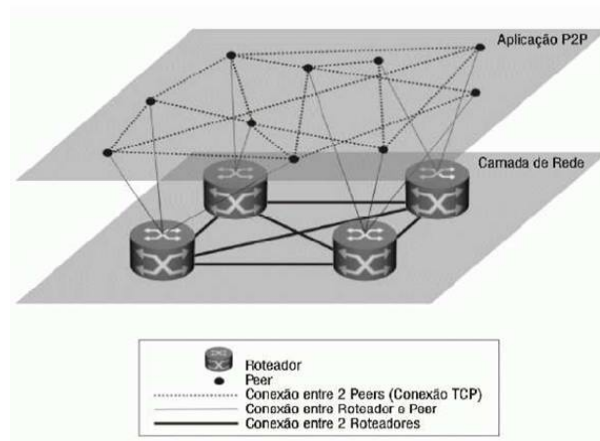 Aplicação P2P
Camada de Rede
Roteador
Peer
Conexão entre 2 Peers (Conexão TCP)
Conexão entre Roteador e Peer
Conexão entre 2 Roteadores